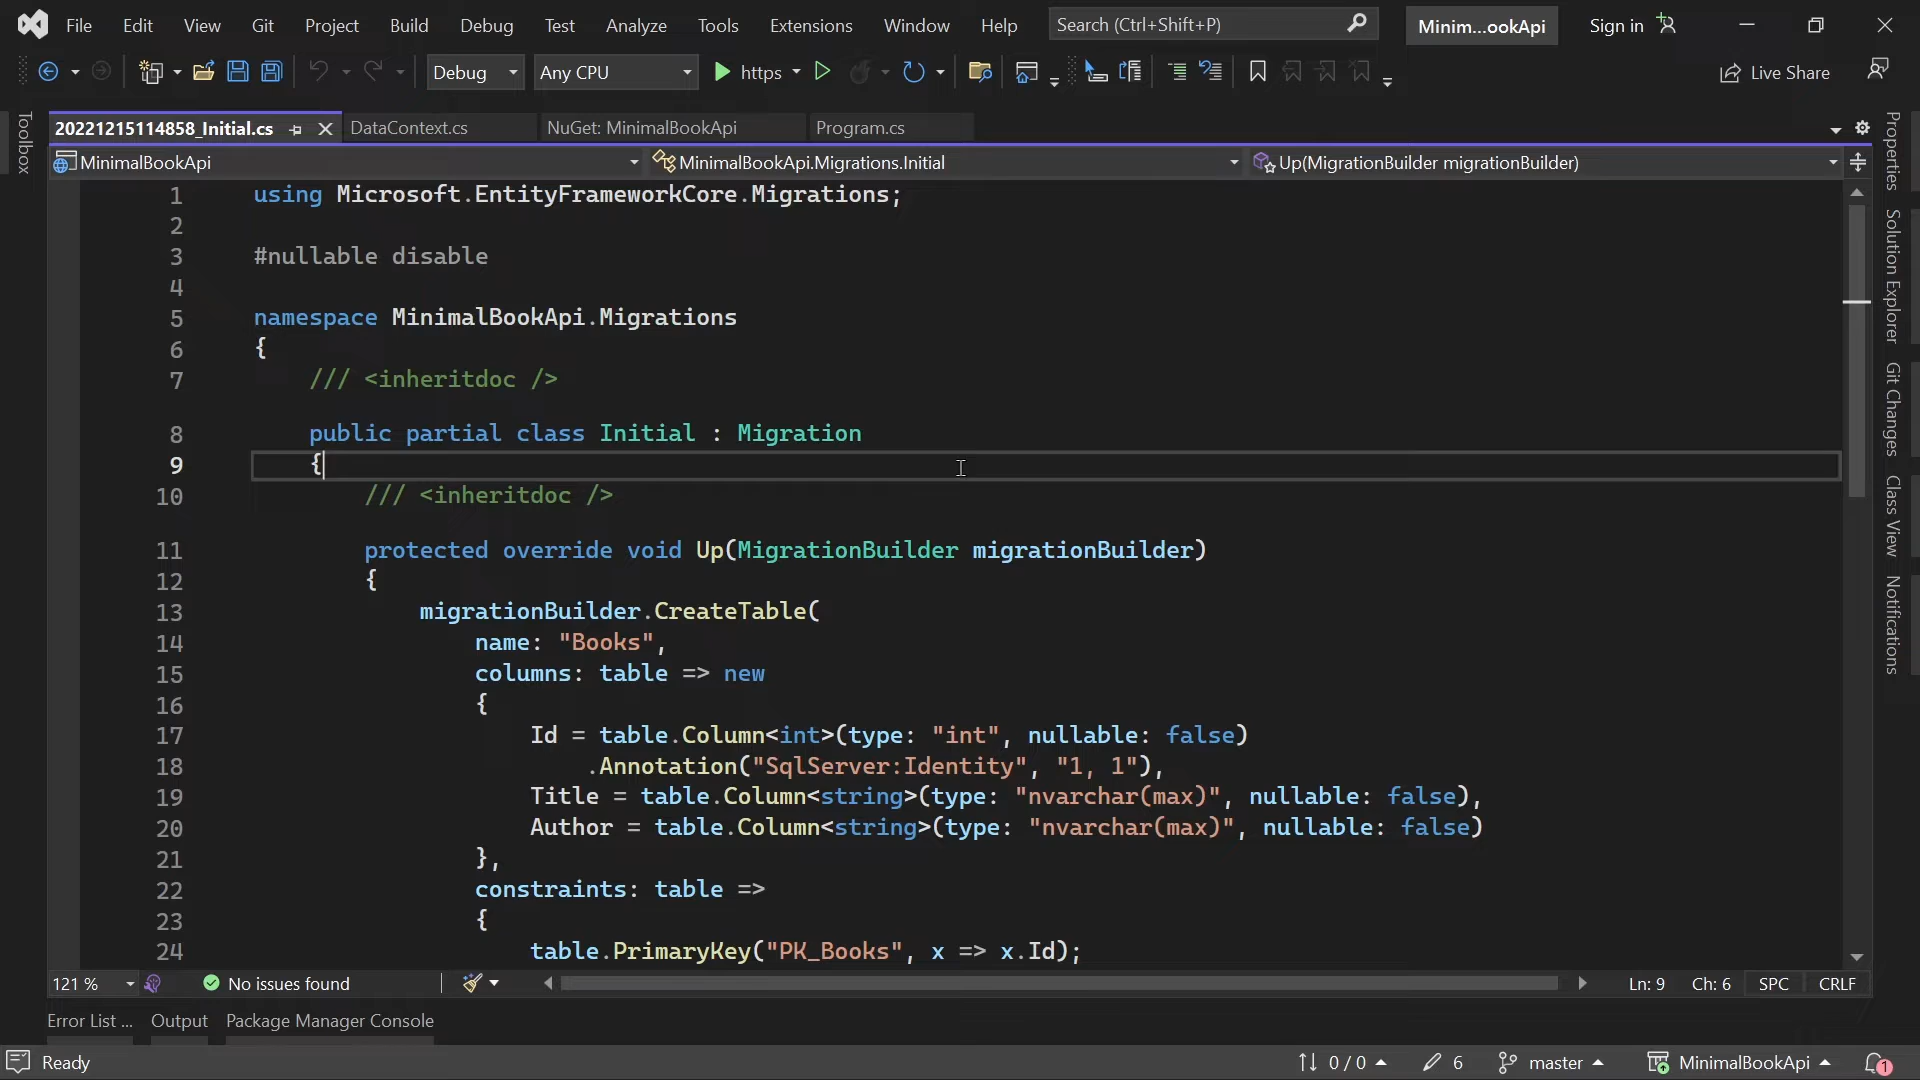 File Edit View Git Project Build Debug Test Analyze Tools Extensions Window Help Search (Ctrl+Shift+P) Minim...ookApi Sign in
Debug Any CPU https Live Share
Toolbox
20221215114858_Initial.cs DataContext.cs NuGet: MinimalBookApi Program.cs
MinimalBookApi MinimalBookApi.Migrations.Initial Up(MigrationBuilder migrationBuilder)
1 using Microsoft.EntityFrameworkCore.Migrations;
2
3 #nullable disable
4
5 namespace MinimalBookApi.Migrations
6 {
7 /// <inheritdoc />
8 public partial class Initial : Migration
9 {
10 /// <inheritdoc />
11 protected override void Up(MigrationBuilder migrationBuilder)
12 {
13 migrationBuilder.CreateTable(
14 name: "Books",
15 columns: table => new
16 {
17 Id = table.Column<int>(type: "int", nullable: false)
18 .Annotation("SqlServer:Identity", "1, 1"),
19 Title = table.Column<string>(type: "nvarchar(max)", nullable: false),
20 Author = table.Column<string>(type: "nvarchar(max)", nullable: false)
21 },
22 constraints: table =>
23 {
24 table.PrimaryKey("PK_Books", x => x.Id);
Properties
Solution Explorer
Git Changes
Class View
Notifications
121 % No issues found Ln: 9 Ch: 6 SPC CRLF
Error List ... Output Package Manager Console
Ready 0 / 0 6 master MinimalBookApi 1